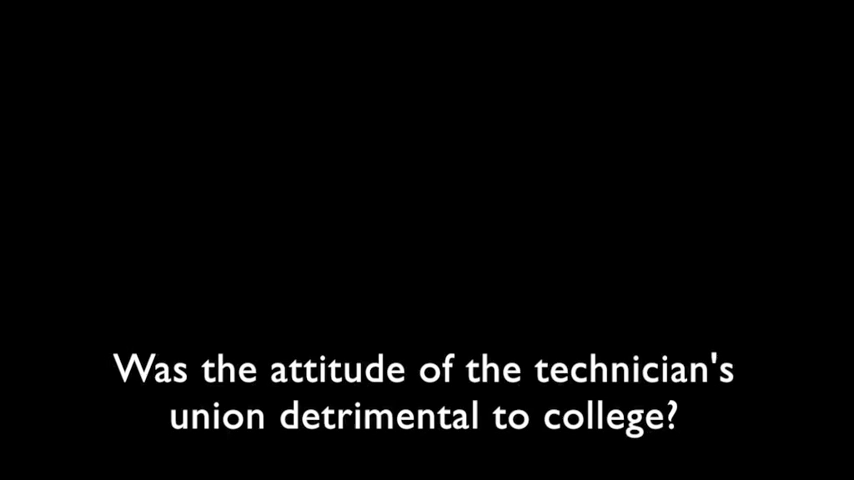 Was the attitude of the technician's
union detrimental to college?